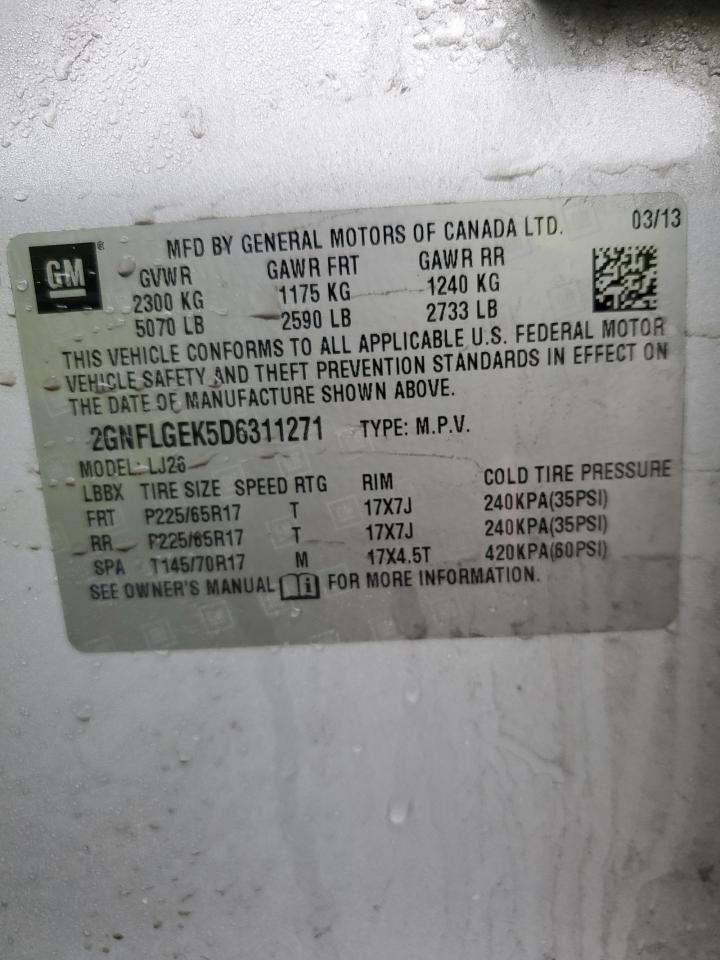 MFD BY GENERAL MOTORS OF CANADA LTD. 03/13
GM ®
GVWR GAWR FRT GAWR RR
2300 KG 1175 KG 1240 KG
5070 LB 2590 LB 2733 LB
THIS VEHICLE CONFORMS TO ALL APPLICABLE U.S. FEDERAL MOTOR
VEHICLE SAFETY AND THEFT PREVENTION STANDARDS IN EFFECT ON
THE DATE OF MANUFACTURE SHOWN ABOVE.
2GNFLGEK5D6311271 TYPE: M.P.V.
MODEL: LJ26
LBBX TIRE SIZE SPEED RTG RIM COLD TIRE PRESSURE
FRT P225/65R17 T 17X7J 240KPA(35PSI)
RR P225/65R17 T 17X7J 240KPA(35PSI)
SPA T145/70R17 M 17X4.5T 420KPA(60PSI)
SEE OWNER'S MANUAL i FOR MORE INFORMATION.